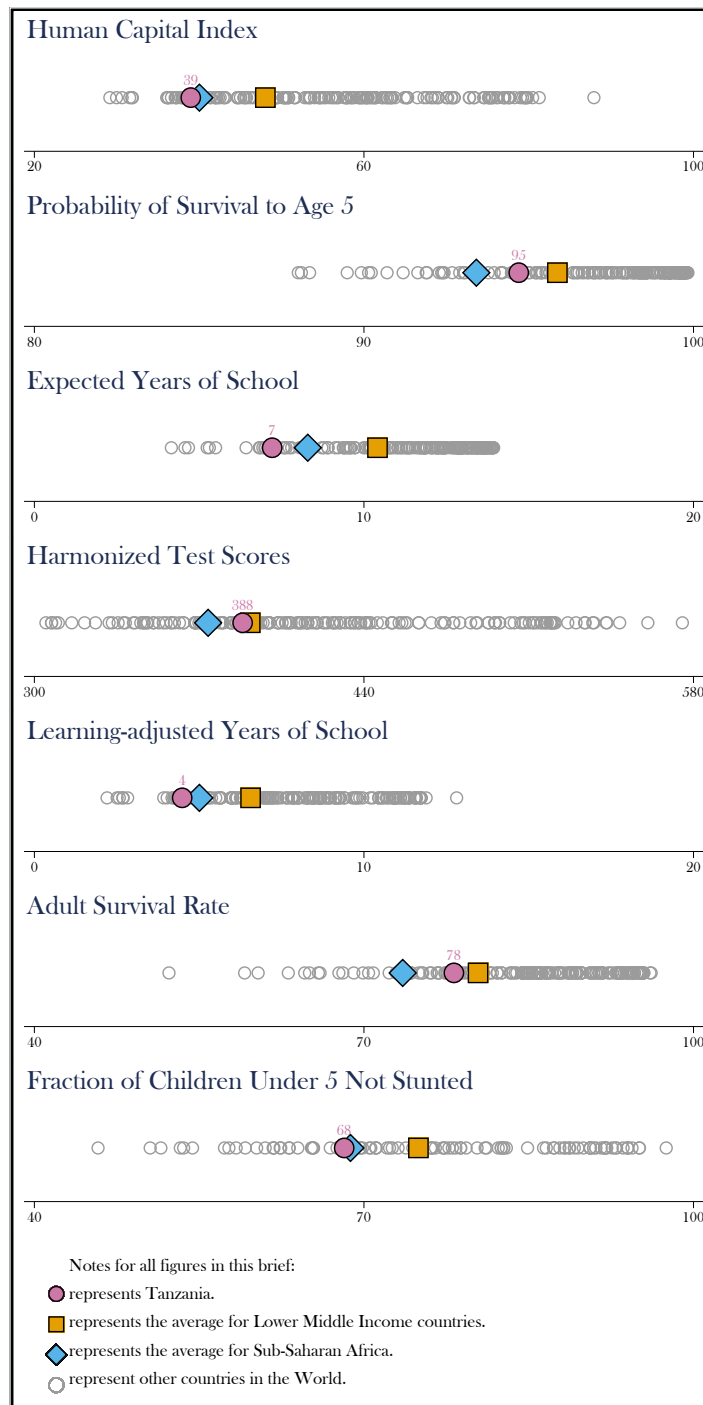 Human Capital Index
39
20 60 100
Probability of Survival to Age 5
95
80 90 100
Expected Years of School
7
0 10 20
Harmonized Test Scores
388
300 440 580
Learning-adjusted Years of School
4
0 10 20
Adult Survival Rate
78
40 70 100
Fraction of Children Under 5 Not Stunted
68
40 70 100
Notes for all figures in this brief:
represents Tanzania.
represents the average for Lower Middle Income countries.
represents the average for Sub-Saharan Africa.
represent other countries in the World.